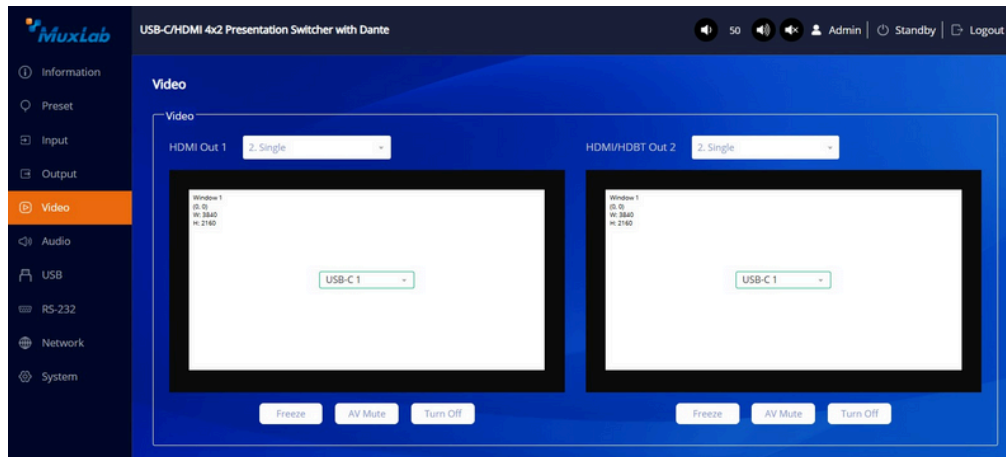 MuxLab
USB-C/HDMI 4x2 Presentation Switcher with Dante
50
Admin
Standby
Logout
Information
Preset
Input
Output
Video
Audio
USB
RS-232
Network
System
Video
Video
HDMI Out 1
2. Single
Window 1
(0, 0)
W: 3840
H: 2160
USB-C 1
Freeze
AV Mute
Turn Off
HDMI/HDBT Out 2
2. Single
Window 1
(0, 0)
W: 3840
H: 2160
USB-C 1
Freeze
AV Mute
Turn Off